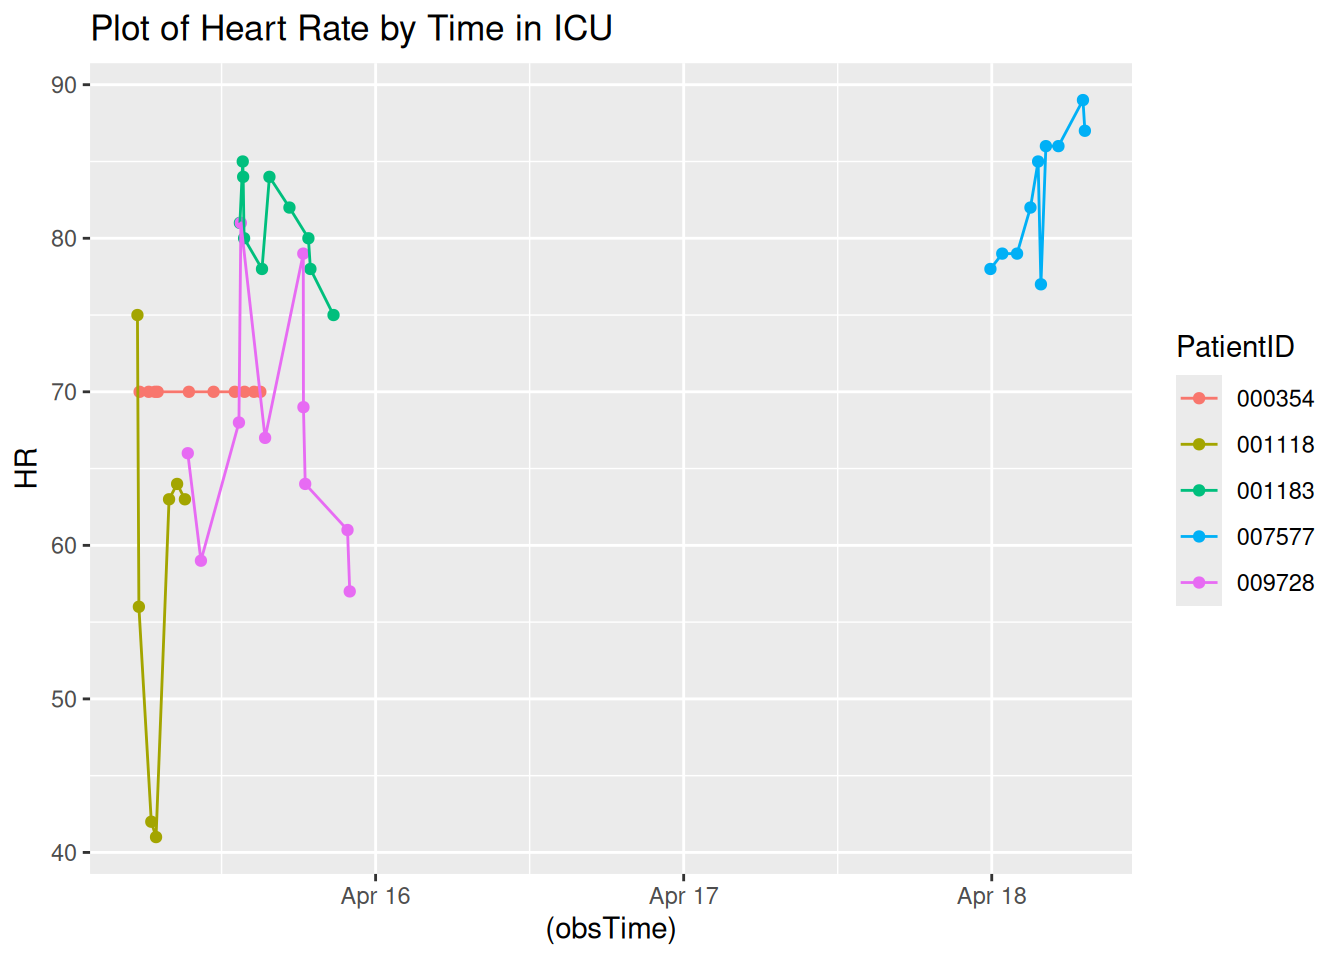 Plot of Heart Rate by Time in ICU
90
80
70
60
50
40
HR
Apr 16
Apr 17
Apr 18
(obsTime)
PatientID
000354
001118
001183
007577
009728